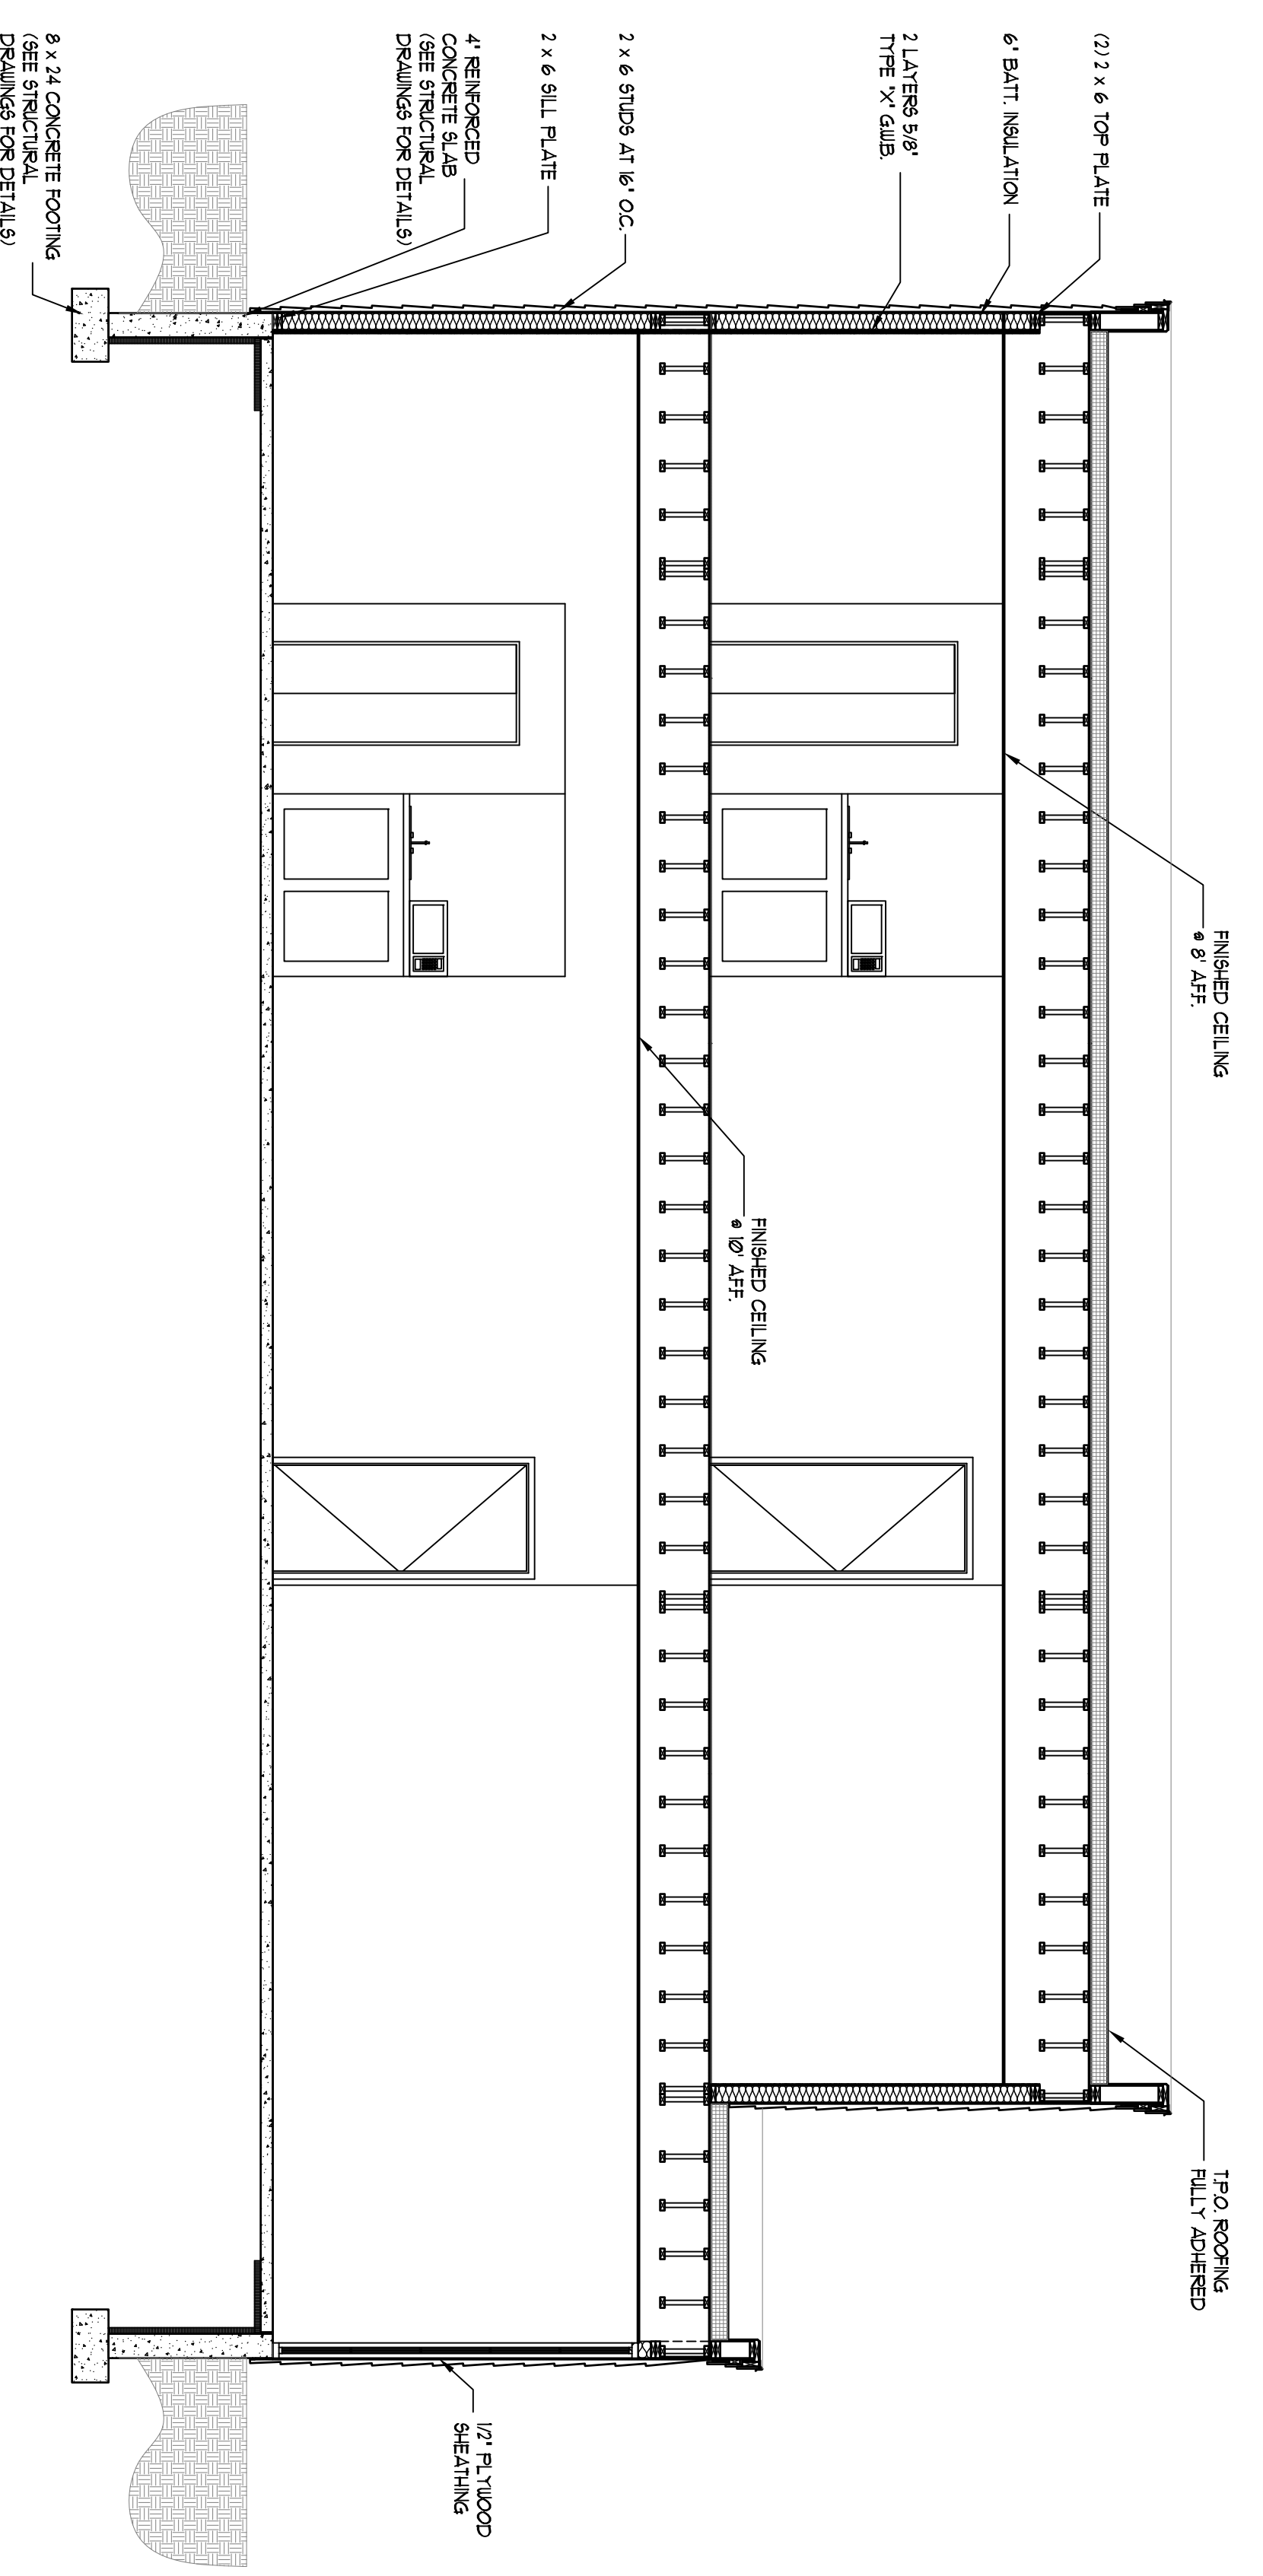 (2) 2 x 6 TOP PLATE
6" BATT. INSULATION
2 LAYERS 5/8"
TYPE 'X' G.W.B.
2 x 6 STUDS AT 16" O.C.
2 x 6 SILL PLATE
4" REINFORCED
CONCRETE SLAB
(SEE STRUCTURAL
DRAWINGS FOR DETAILS)
8 x 24 CONCRETE FOOTING
(SEE STRUCTURAL
DRAWINGS FOR DETAILS)
FINISHED CEILING
@ 8' A.F.F.
FINISHED CEILING
@ 10' A.F.F.
T.P.O. ROOFING
FULLY ADHERED
1/2" PLYWOOD
SHEATHING